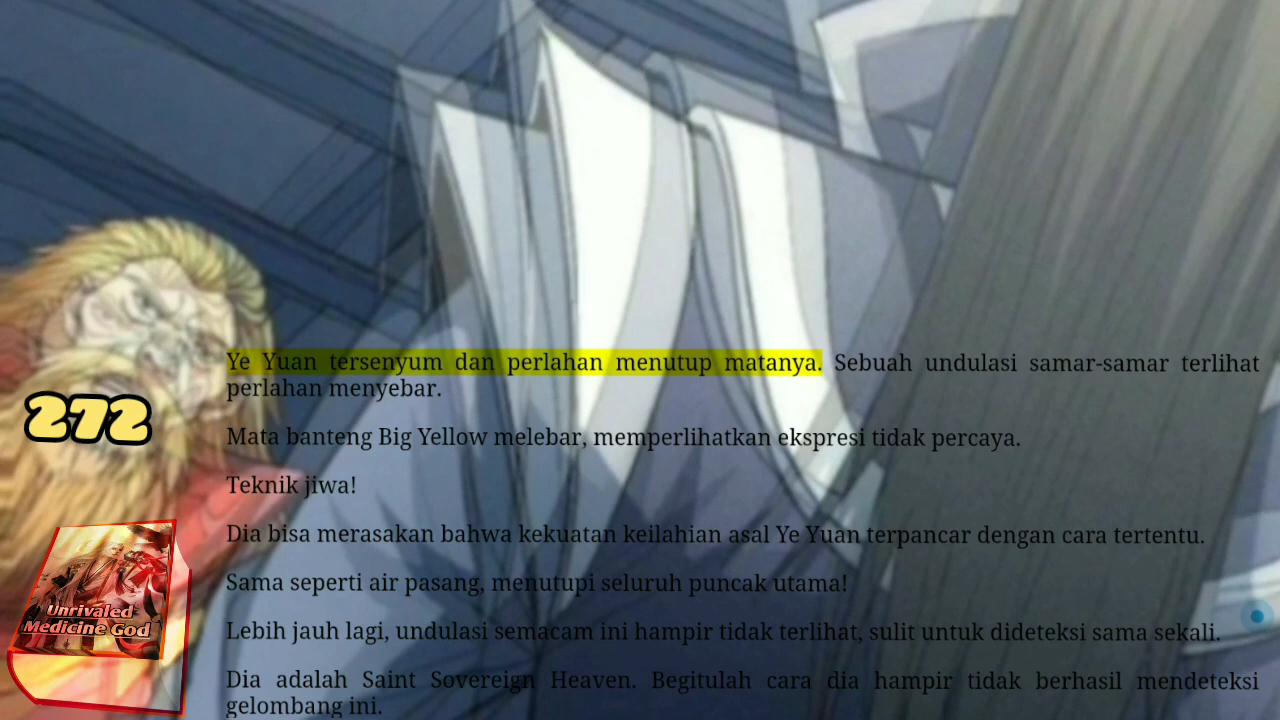 Ye Yuan tersenyum dan perlahan menutup matanya. Sebuah undulasi samar-samar terlihat
perlahan menyebar.
272
Mata banteng Big Yellow melebar, memperlihatkan ekspresi tidak percaya.
Teknik jiwa!
Dia bisa merasakan bahwa kekuatan keilahian asal Ye Yuan terpancar dengan cara tertentu.
Sama seperti air pasang, menutupi seluruh puncak utama!
Unrivaled
Medicine God
Lebih jauh lagi, undulasi semacam ini hampir tidak terlihat, sulit untuk dideteksi sama sekali.
Dia adalah Saint Sovereign Heaven. Begitulah cara dia hampir tidak berhasil mendeteksi
gelombang ini.